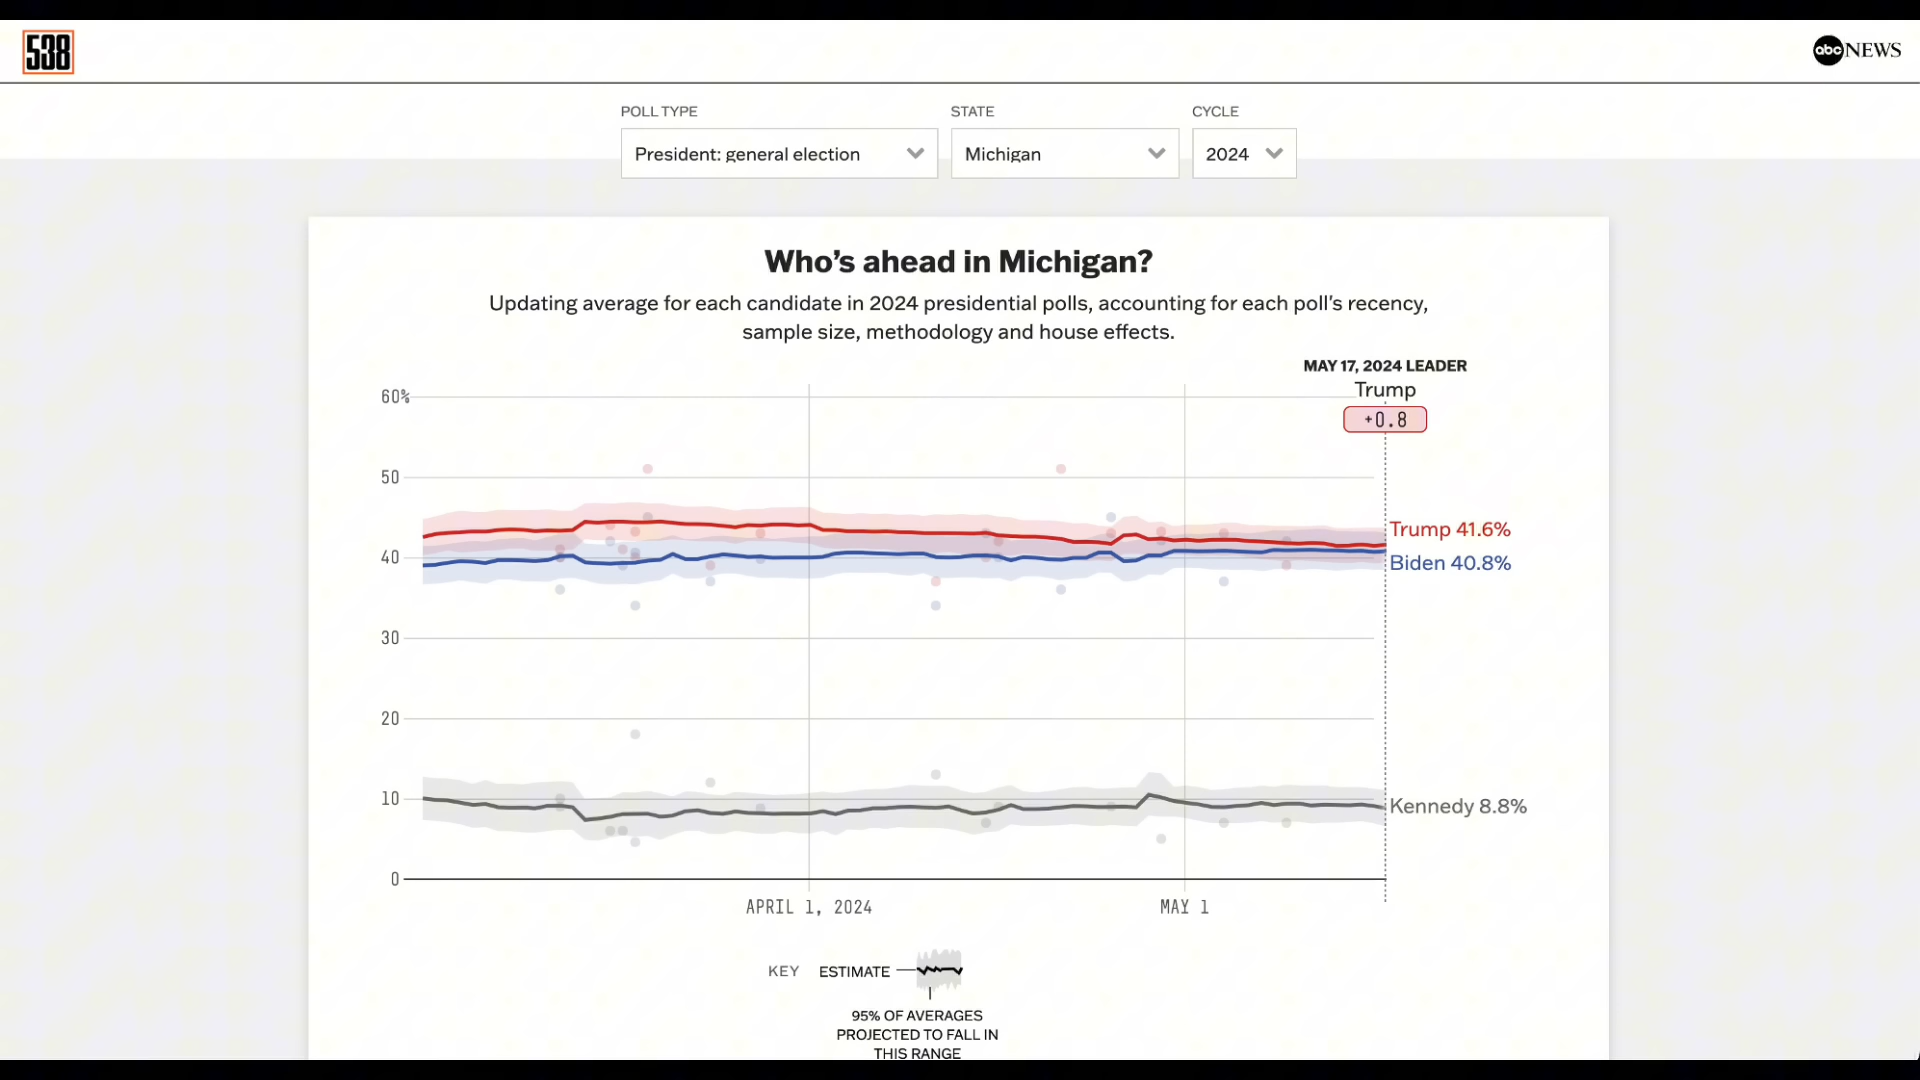 538
abc NEWS
POLL TYPE
STATE
CYCLE
President: general election
Michigan
2024
Who's ahead in Michigan?
Updating average for each candidate in 2024 presidential polls, accounting for each poll's recency,
sample size, methodology and house effects.
MAY 17, 2024 LEADER
Trump
+0.8
60%
50
40
30
20
10
0
Trump 41.6%
Biden 40.8%
Kennedy 8.8%
APRIL 1, 2024
MAY 1
KEY
ESTIMATE
95% OF AVERAGES
PROJECTED TO FALL IN
THIS RANGE